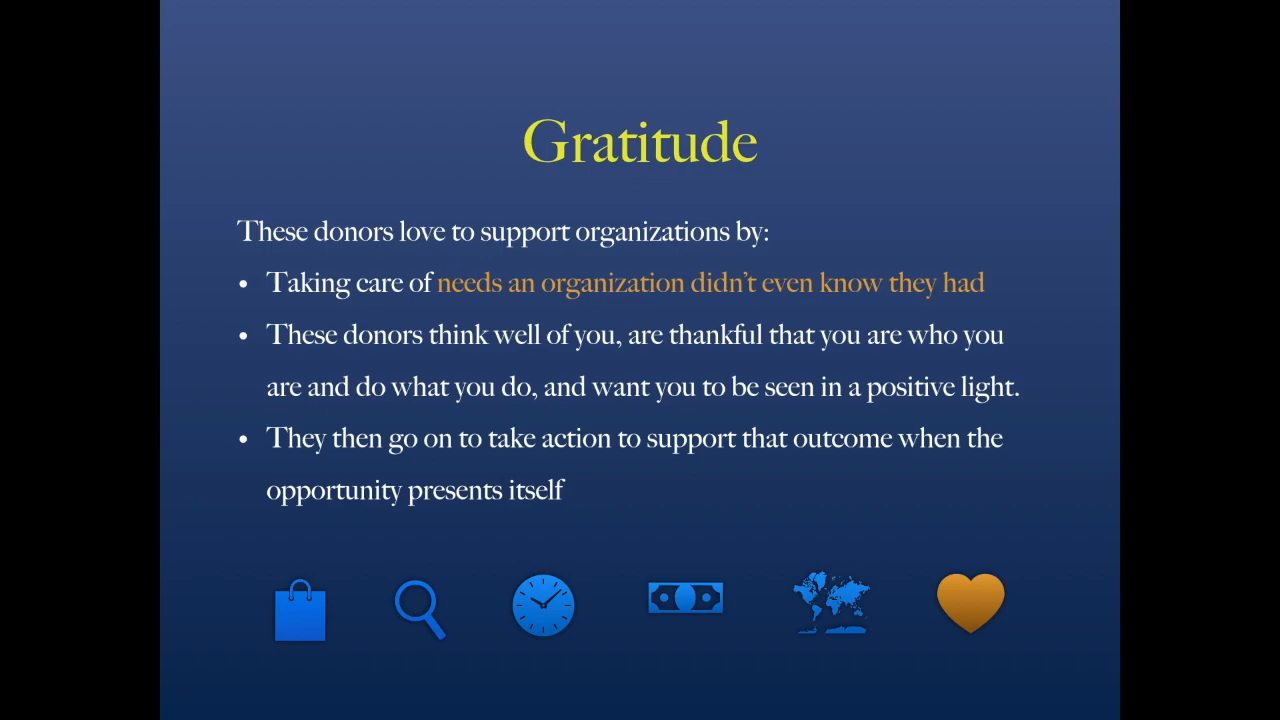 Gratitude
These donors love to support organizations by:
• Taking care of needs an organization didn’t even know they had
• These donors think well of you, are thankful that you are who you
are and do what you do, and want you to be seen in a positive light.
• They then go on to take action to support that outcome when the
opportunity presents itself